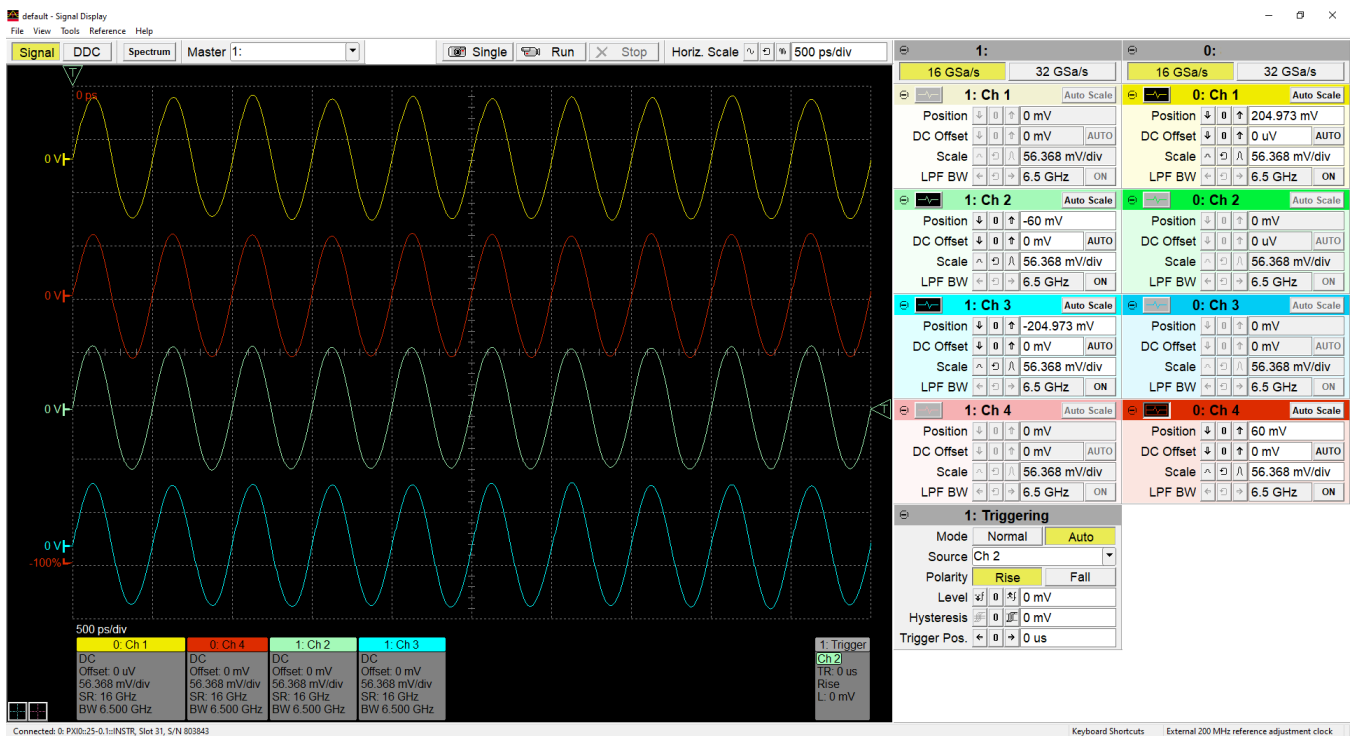 default - Signal Display
File View Tools Reference Help
Signal DDC Spectrum Master 1: Single Run Stop Horiz. Scale 500 ps/div
T
0 ps
0 V
0 V
0 V
T
0 V
-100%
500 ps/div
0: Ch 1
DC
Offset: 0 uV
56.368 mV/div
SR: 16 GHz
BW 6.500 GHz
0: Ch 4
DC
Offset: 0 mV
56.368 mV/div
SR: 16 GHz
BW 6.500 GHz
1: Ch 2
DC
Offset: 0 mV
56.368 mV/div
SR: 16 GHz
BW 6.500 GHz
1: Ch 3
DC
Offset: 0 mV
56.368 mV/div
SR: 16 GHz
BW 6.500 GHz
1: Trigger
Ch 2
TR: 0 us
Rise
L: 0 mV
1:
16 GSa/s 32 GSa/s
1: Ch 1 Auto Scale
Position 0 0 mV
DC Offset 0 0 mV AUTO
Scale 56.368 mV/div
LPF BW 6.5 GHz ON
1: Ch 2 Auto Scale
Position 0 -60 mV
DC Offset 0 0 mV AUTO
Scale 56.368 mV/div
LPF BW 6.5 GHz ON
1: Ch 3 Auto Scale
Position 0 -204.973 mV
DC Offset 0 0 mV AUTO
Scale 56.368 mV/div
LPF BW 6.5 GHz ON
1: Ch 4 Auto Scale
Position 0 0 mV
DC Offset 0 0 mV AUTO
Scale 56.368 mV/div
LPF BW 6.5 GHz ON
1: Triggering
Mode Normal Auto
Source Ch 2
Polarity Rise Fall
Level 0 0 mV
Hysteresis 0 0 mV
Trigger Pos. 0 0 us
0:
16 GSa/s 32 GSa/s
0: Ch 1 Auto Scale
Position 0 204.973 mV
DC Offset 0 0 uV AUTO
Scale 56.368 mV/div
LPF BW 6.5 GHz ON
0: Ch 2 Auto Scale
Position 0 0 mV
DC Offset 0 0 uV AUTO
Scale 56.368 mV/div
LPF BW 6.5 GHz ON
0: Ch 3 Auto Scale
Position 0 0 mV
DC Offset 0 0 mV AUTO
Scale 56.368 mV/div
LPF BW 6.5 GHz ON
0: Ch 4 Auto Scale
Position 0 60 mV
DC Offset 0 0 mV AUTO
Scale 56.368 mV/div
LPF BW 6.5 GHz ON
Connected: 0: PXI0::25-0.1::INSTR, Slot 31, S/N 803843 Keyboard Shortcuts External 200 MHz reference adjustment clock